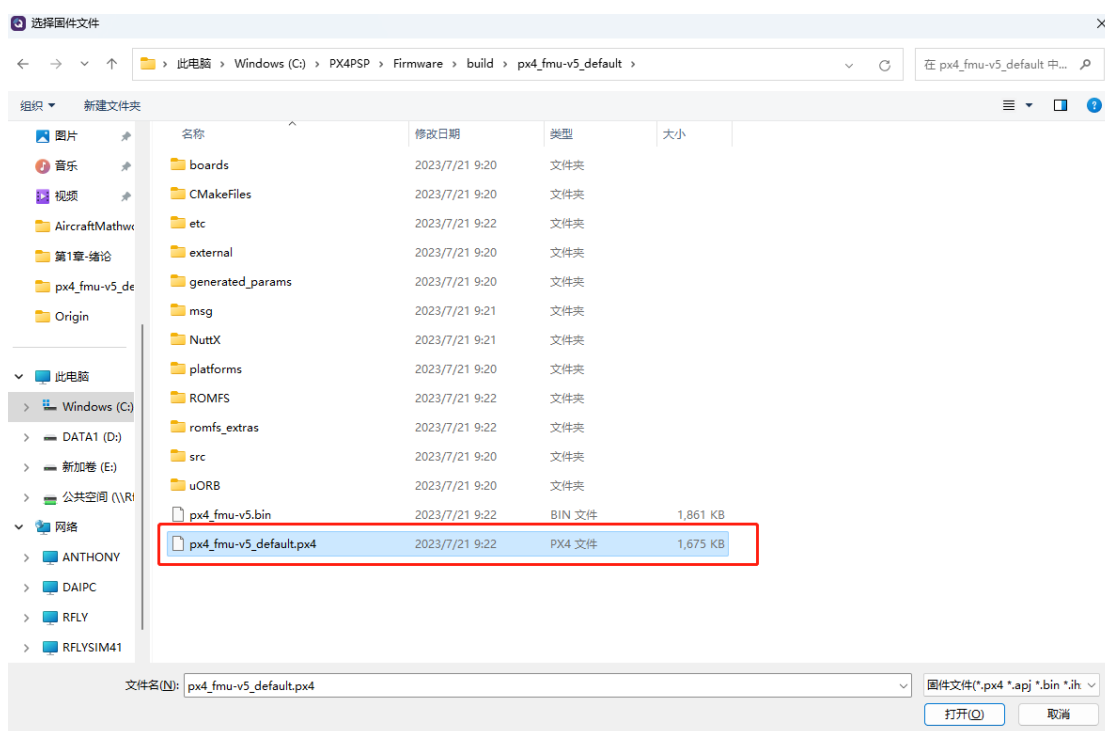 选择固件文件
此电脑 › Windows (C:) › PX4PSP › Firmware › build › px4_fmu-v5_default ›
在 px4_fmu-v5_default 中...
组织 新建文件夹
名称 修改日期 类型 大小
图片
音乐
视频
AircraftMathwo
第1章-绪论
px4_fmu-v5_de
Origin
此电脑
Windows (C:)
DATA1 (D:)
新加卷 (E:)
公共空间 (\\Rf
网络
ANTHONY
DAIPC
RFLY
RFLYSIM41
boards 2023/7/21 9:20 文件夹
CMakeFiles 2023/7/21 9:20 文件夹
etc 2023/7/21 9:22 文件夹
external 2023/7/21 9:20 文件夹
generated_params 2023/7/21 9:20 文件夹
msg 2023/7/21 9:21 文件夹
NuttX 2023/7/21 9:21 文件夹
platforms 2023/7/21 9:20 文件夹
ROMFS 2023/7/21 9:22 文件夹
romfs_extras 2023/7/21 9:22 文件夹
src 2023/7/21 9:20 文件夹
uORB 2023/7/21 9:20 文件夹
px4_fmu-v5.bin 2023/7/21 9:22 BIN 文件 1,861 KB
px4_fmu-v5_default.px4 2023/7/21 9:22 PX4 文件 1,675 KB
文件名(N): px4_fmu-v5_default.px4
固件文件(*.px4 *.apj *.bin *.ih
打开(O) 取消